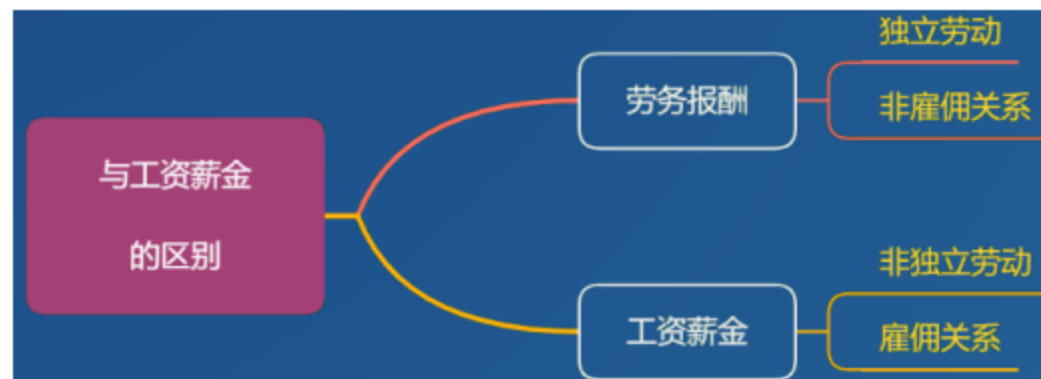 与工资薪金
的区别
劳务报酬
独立劳动
非雇佣关系
工资薪金
非独立劳动
雇佣关系